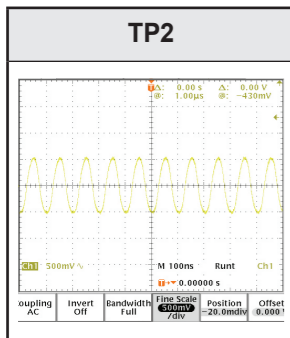 TP2
Δ: 0.00 s Δ: 0.00 V
@: 1.00µs @: -430mV
Ch1 500mV M 100ns Runt Ch1
0.00000 s
oupling Invert Bandwidth Fine Scale Position Offset
AC Off Full 500mV -20.0mdiv 0.000
/div